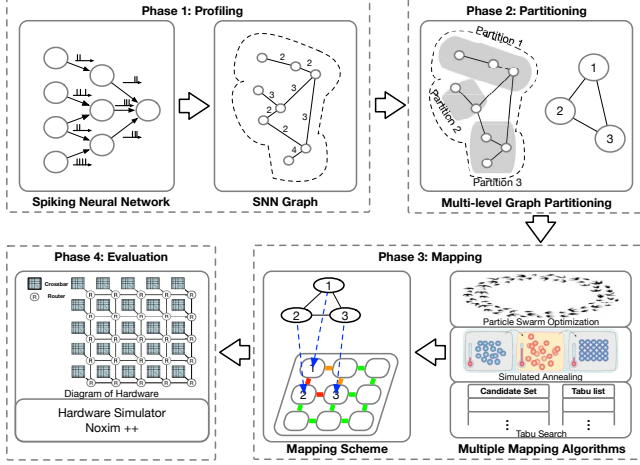 Phase 1: Profiling
2
2
3
3
2
3
2
4
Spiking Neural Network
SNN Graph
Phase 2: Partitioning
Partition 1
Partition 2
Partition 3
1
2
3
Multi-level Graph Partitioning
Phase 4: Evaluation
Crossbar
R Router
R R R R R
R R R R R
R R R R R
R R R R R
Diagram of Hardware
Hardware Simulator
Noxim ++
Phase 3: Mapping
1
2
3
1
2
3
Mapping Scheme
Particle Swarm Optimization
Simulated Annealing
Candidate Set
Tabu list
Tabu Search
Multiple Mapping Algorithms